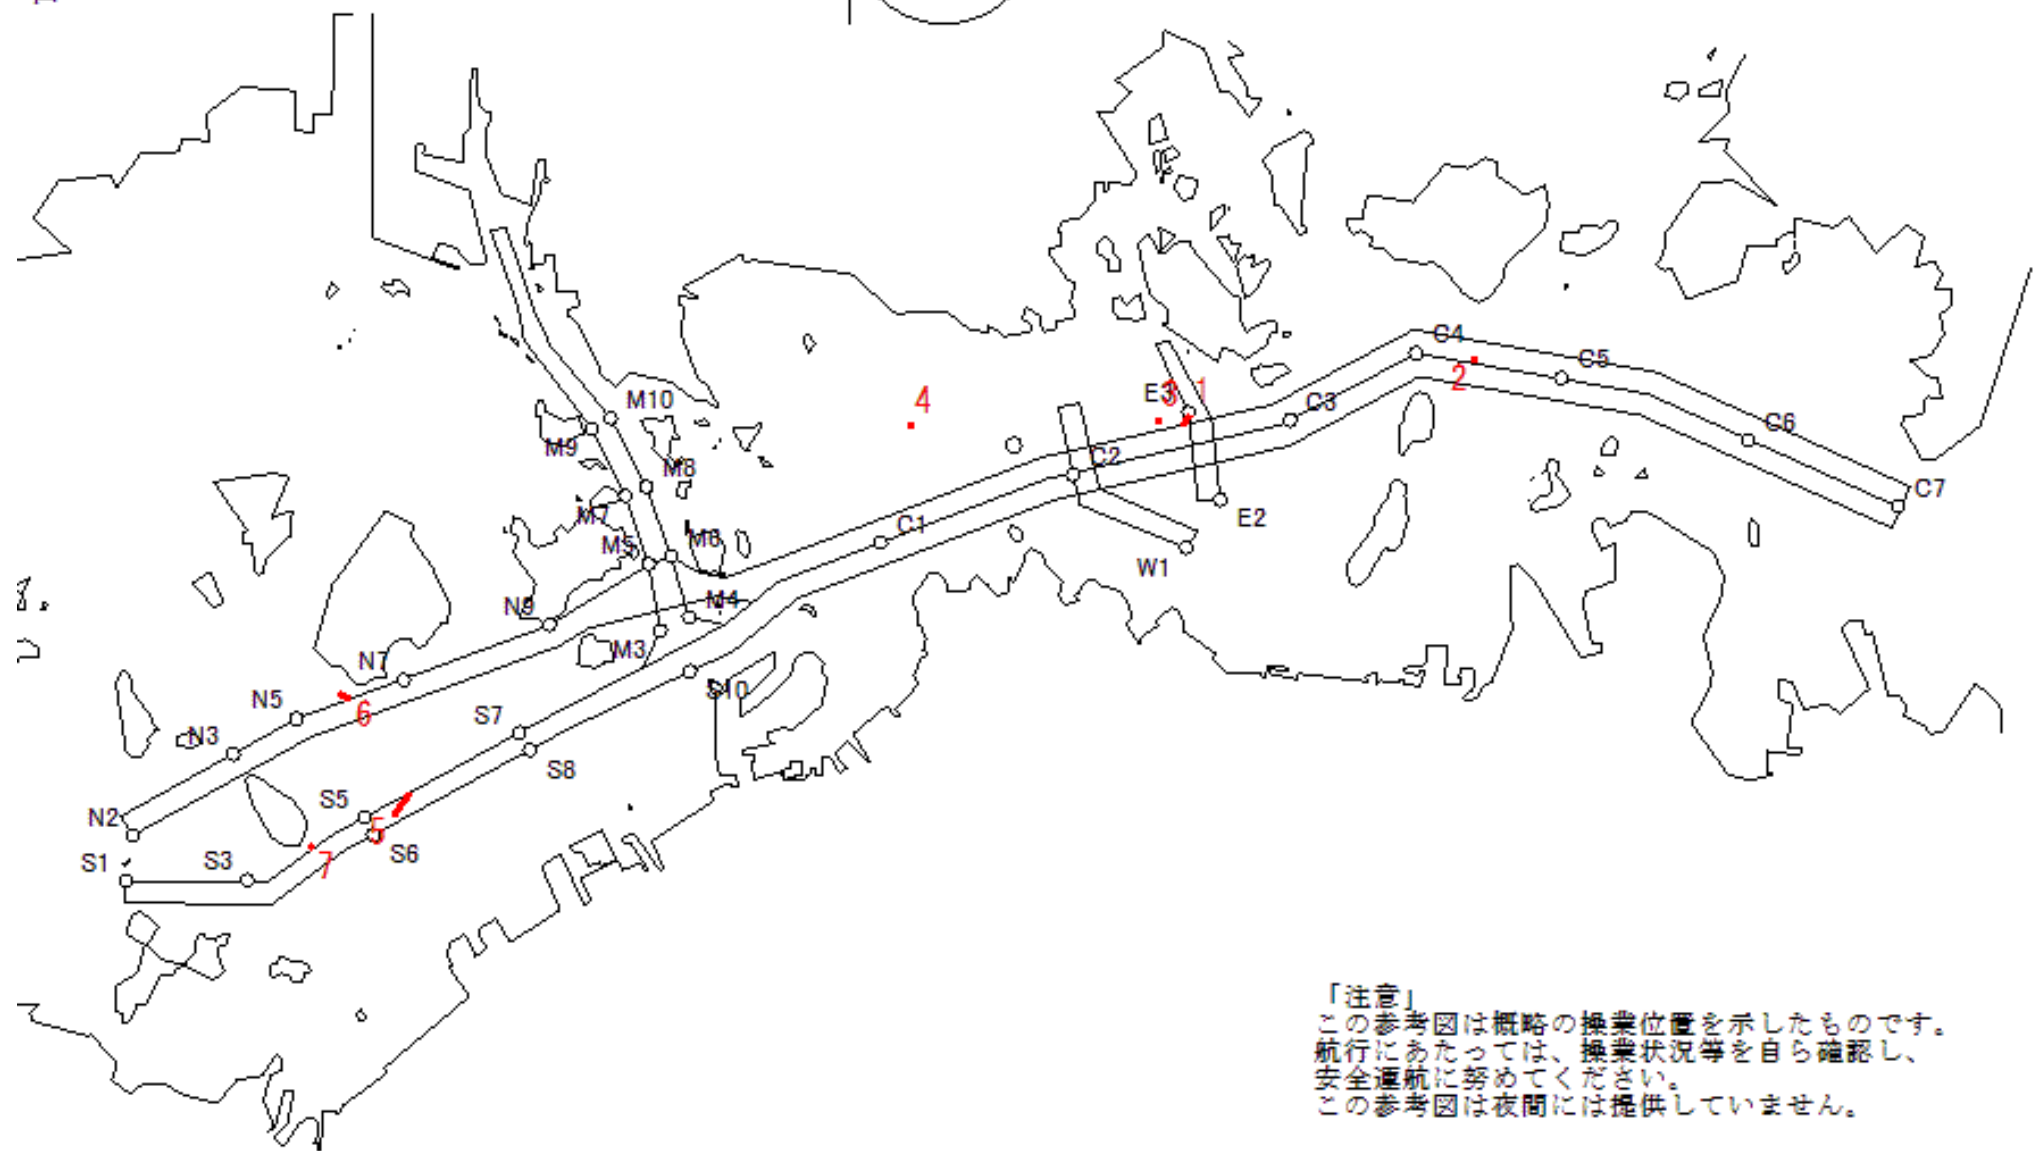 C4
C5
2
4
E3
3
1
M10
C6
C3
M9
C2
M8
C7
M7
C1
E2
M5
M6
W1
N9
M4
M3
N7
S10
N5
6
S7
N3
S8
S5
N2
5
S6
S1
S3
7
「注意」
この参考図は概略の操業位置を示したものです。
航行にあたっては、操業状況等を自ら確認し、
安全運航に努めてください。
この参考図は夜間には提供していません。